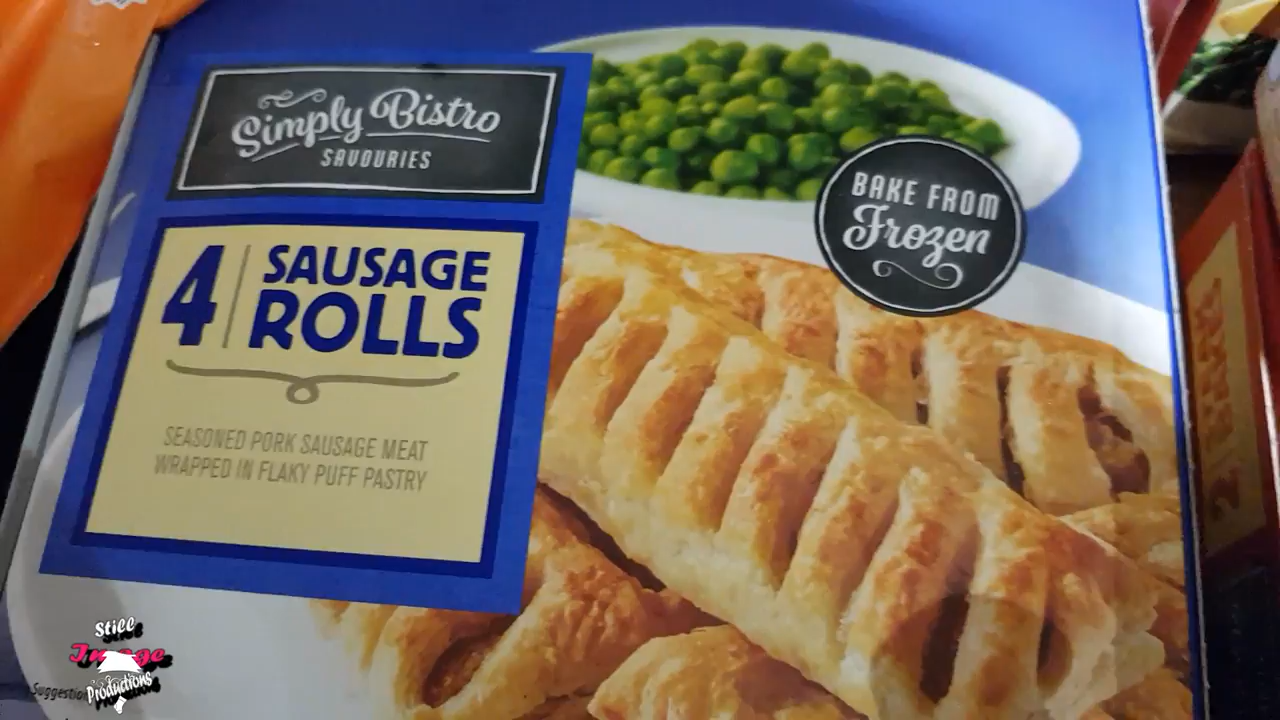 Simply Bistro
SAVOURIES
4
SAUSAGE
ROLLS
SEASONED PORK SAUSAGE MEAT
WRAPPED IN FLAKY PUFF PASTRY
BAKE FROM
Frozen
Still
Image
Productions